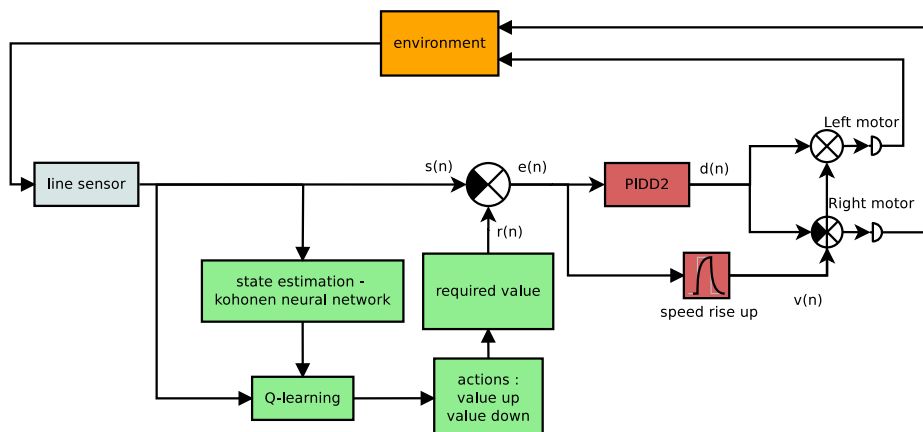 environment
Left motor
line sensor
s(n)
e(n)
PIDD2
d(n)
Right motor
r(n)
state estimation -
kohonen neural network
required value
speed rise up
v(n)
Q-learning
actions :
value up
value down